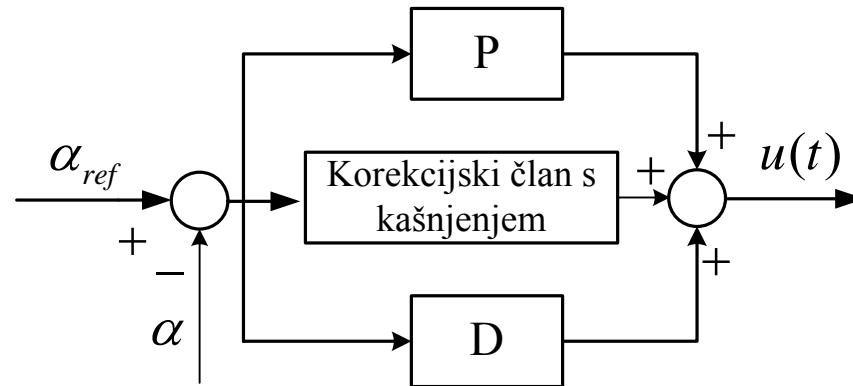 P
+
α_ref
Korekcijski član s
kašnjenjem
+
u(t)
+
−
+
α
D